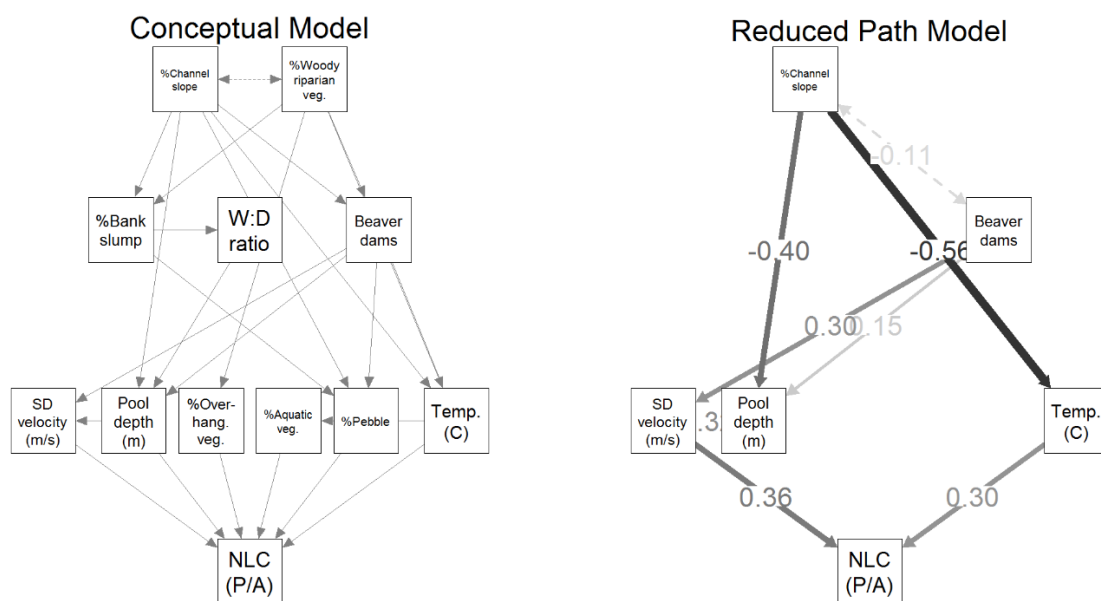 Conceptual Model
%Channel
slope
%Woody
riparian
veg.
%Bank
slump
W:D
ratio
Beaver
dams
SD
velocity
(m/s)
Pool
depth
(m)
%Over-
hang.
veg.
%Aquatic
veg.
%Pebble
Temp.
(C)
NLC
(P/A)
Reduced Path Model
%Channel
slope
-0.11
Beaver
dams
-0.40
-0.56
0.30
0.15
SD
velocity
(m/s)
Pool
depth
(m)
Temp.
(C)
0.36
0.30
NLC
(P/A)